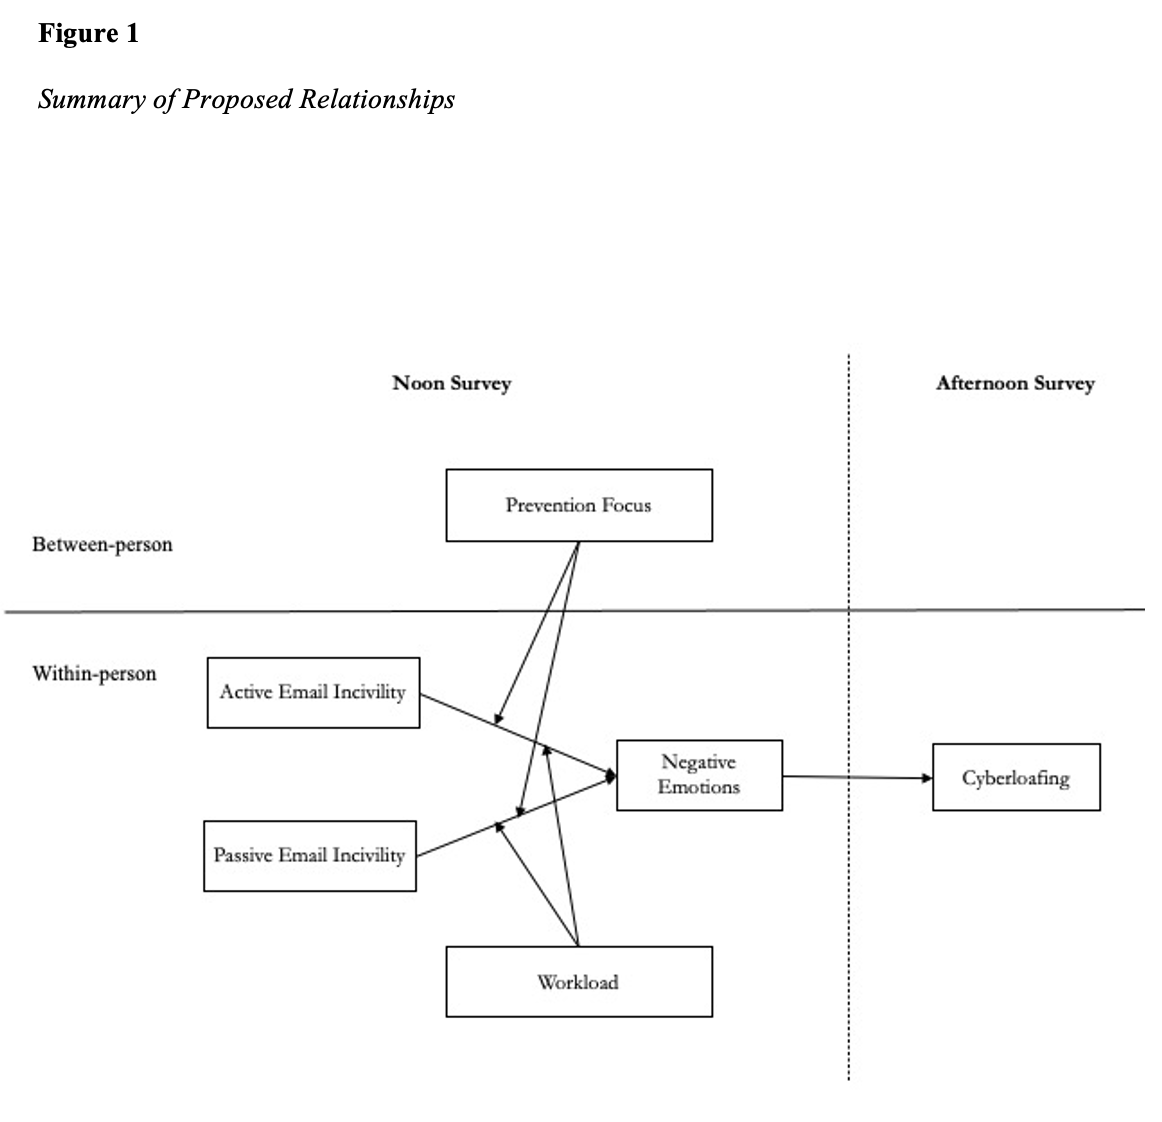 Figure 1
Summary of Proposed Relationships
Noon Survey
Afternoon Survey
Prevention Focus
Between-person
Within-person
Active Email Incivility
Negative
Emotions
Cyberloafing
Passive Email Incivility
Workload